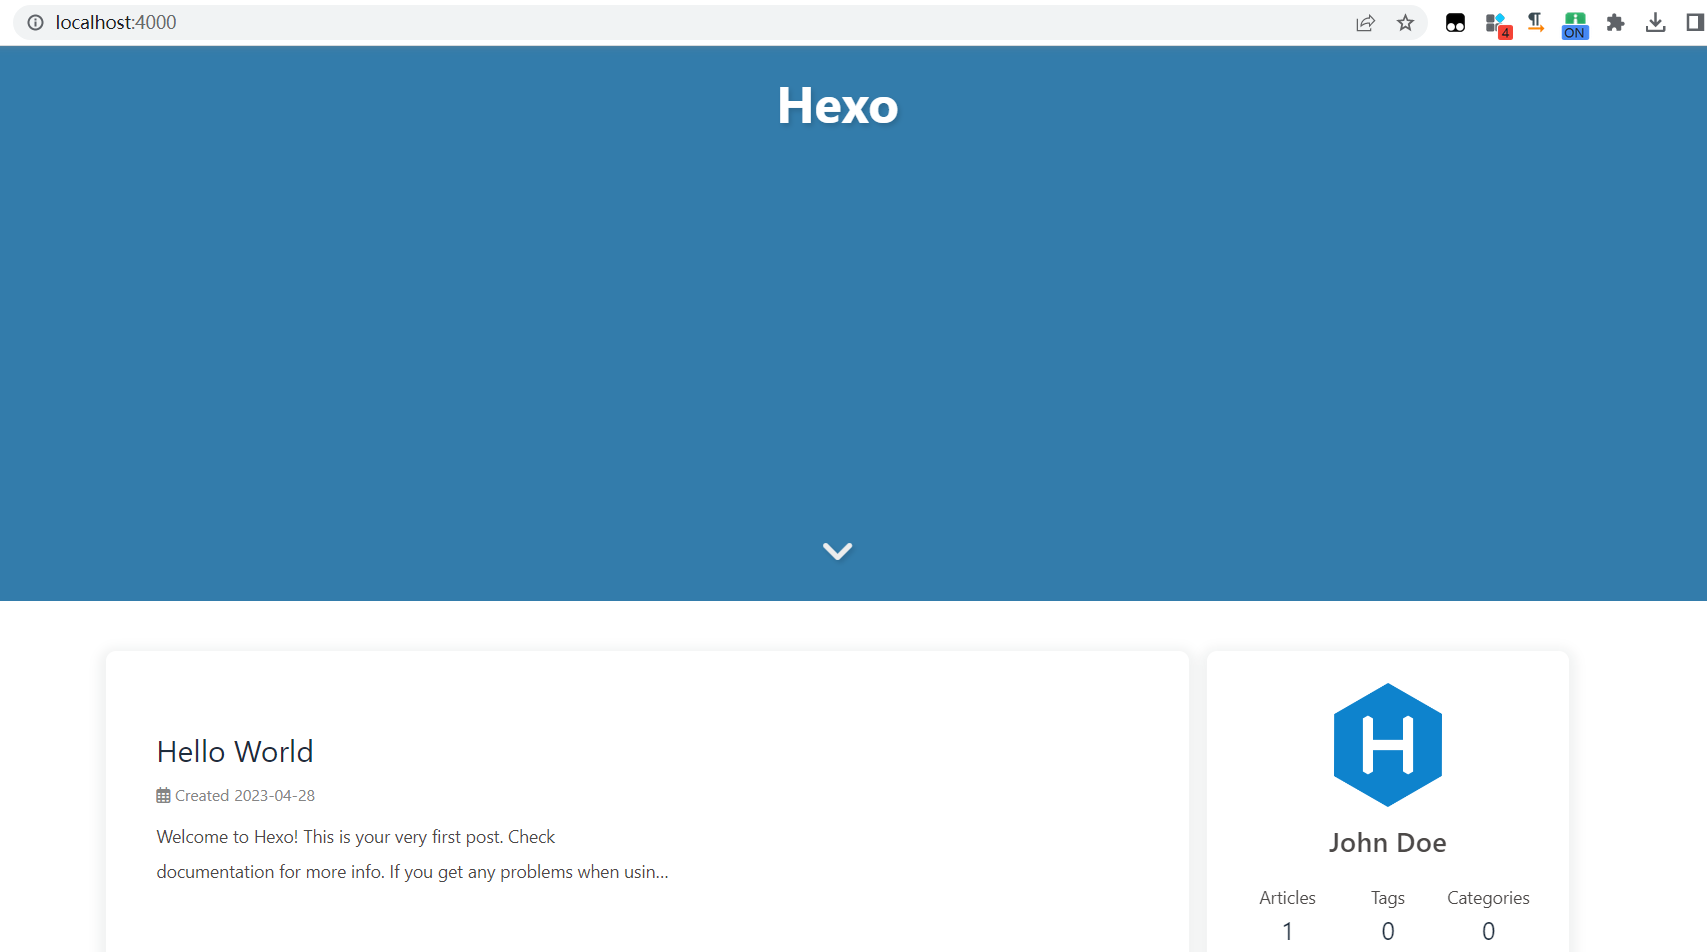 localhost:4000
4
ON
Hexo
Hello World
Created 2023-04-28
Welcome to Hexo! This is your very first post. Check
documentation for more info. If you get any problems when usin...
H
John Doe
Articles Tags Categories
1 0 0